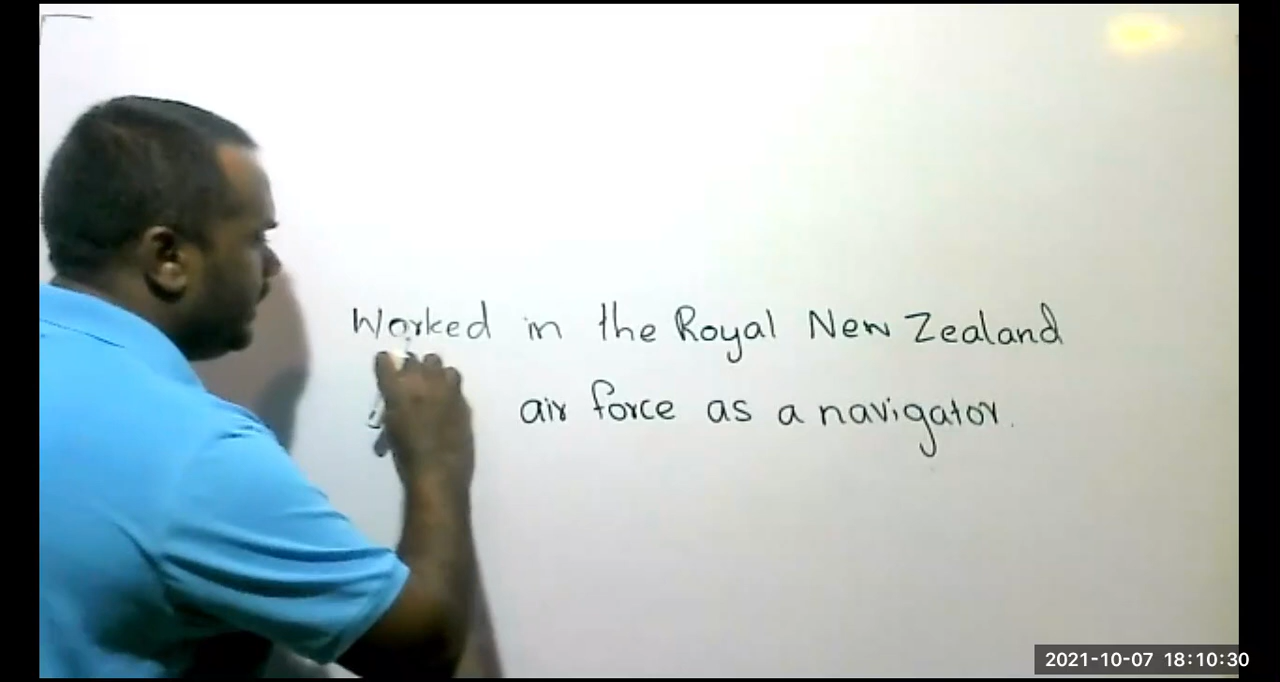 Worked in the Royal New Zealand
air force as a navigator.
2021-10-07 18:10:30